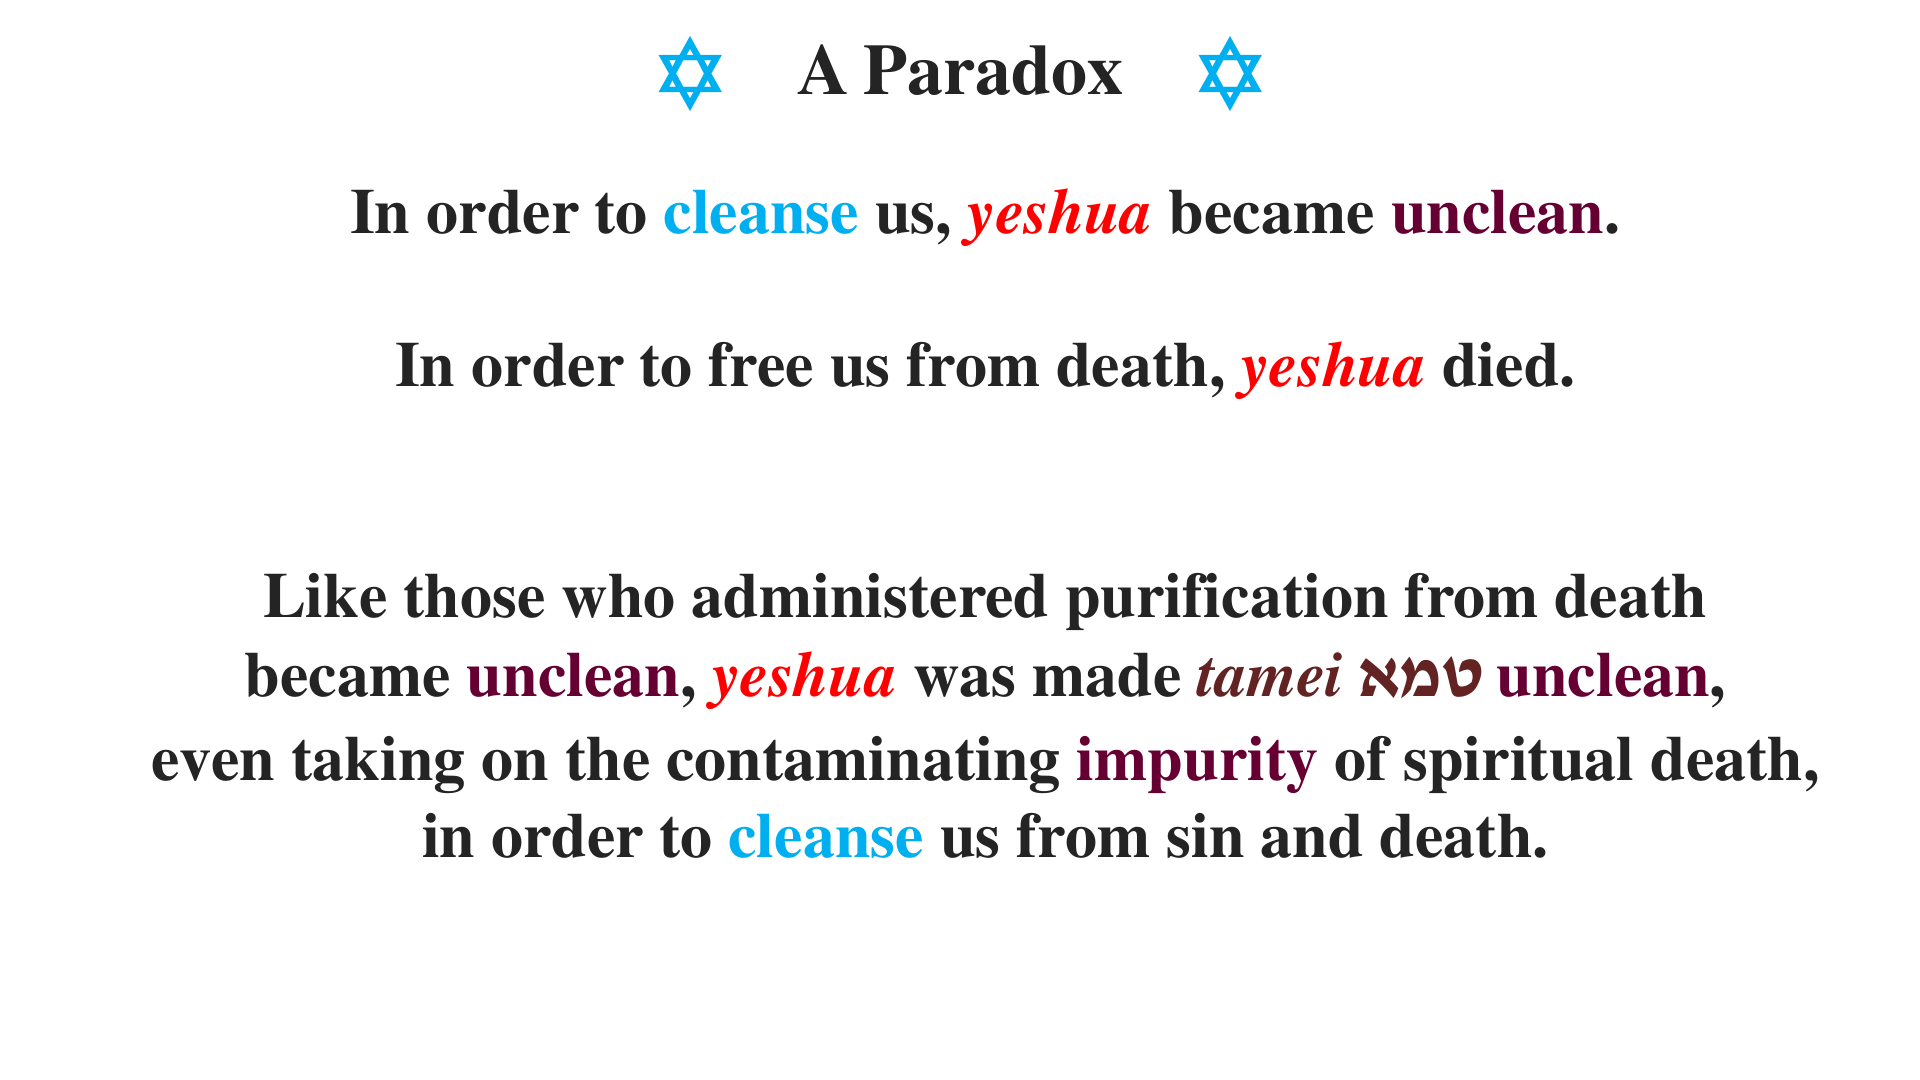 ✡ A Paradox ✡
In order to cleanse us, yeshua became unclean.
In order to free us from death, yeshua died.
Like those who administered purification from death
became unclean, yeshua was made tamei טמא unclean,
even taking on the contaminating impurity of spiritual death,
in order to cleanse us from sin and death.